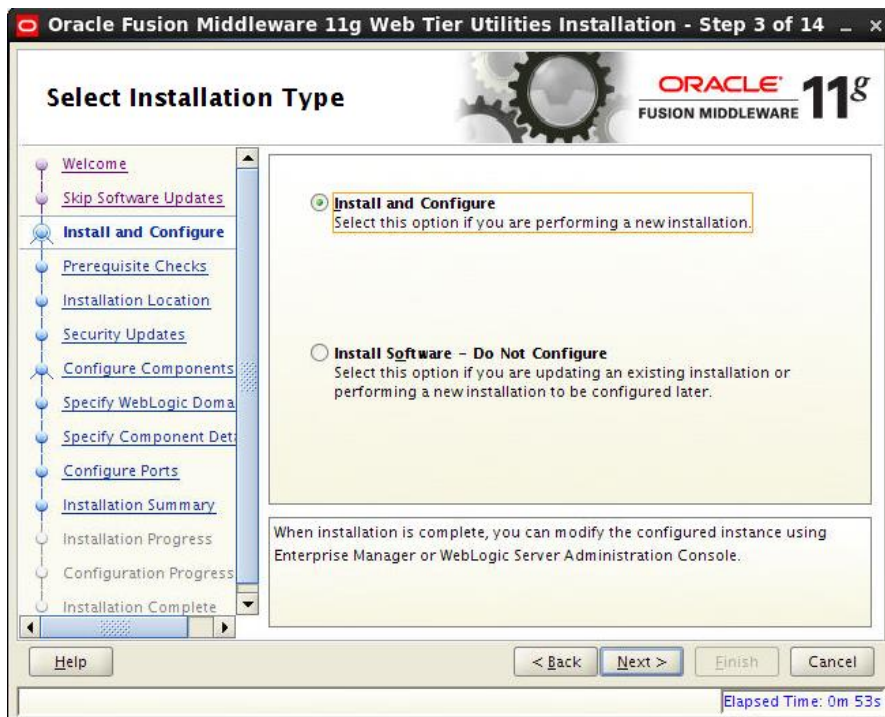 Oracle Fusion Middleware 11g Web Tier Utilities Installation - Step 3 of 14
Select Installation Type
ORACLE
FUSION MIDDLEWARE 11g
Welcome
Skip Software Updates
Install and Configure
Prerequisite Checks
Installation Location
Security Updates
Configure Components
Specify WebLogic Doma
Specify Component Deta
Configure Ports
Installation Summary
Installation Progress
Configuration Progress
Installation Complete
Install and Configure
Select this option if you are performing a new installation.
Install Software - Do Not Configure
Select this option if you are updating an existing installation or
performing a new installation to be configured later.
When installation is complete, you can modify the configured instance using
Enterprise Manager or WebLogic Server Administration Console.
Help
< Back
Next >
Finish
Cancel
Elapsed Time: 0m 53s